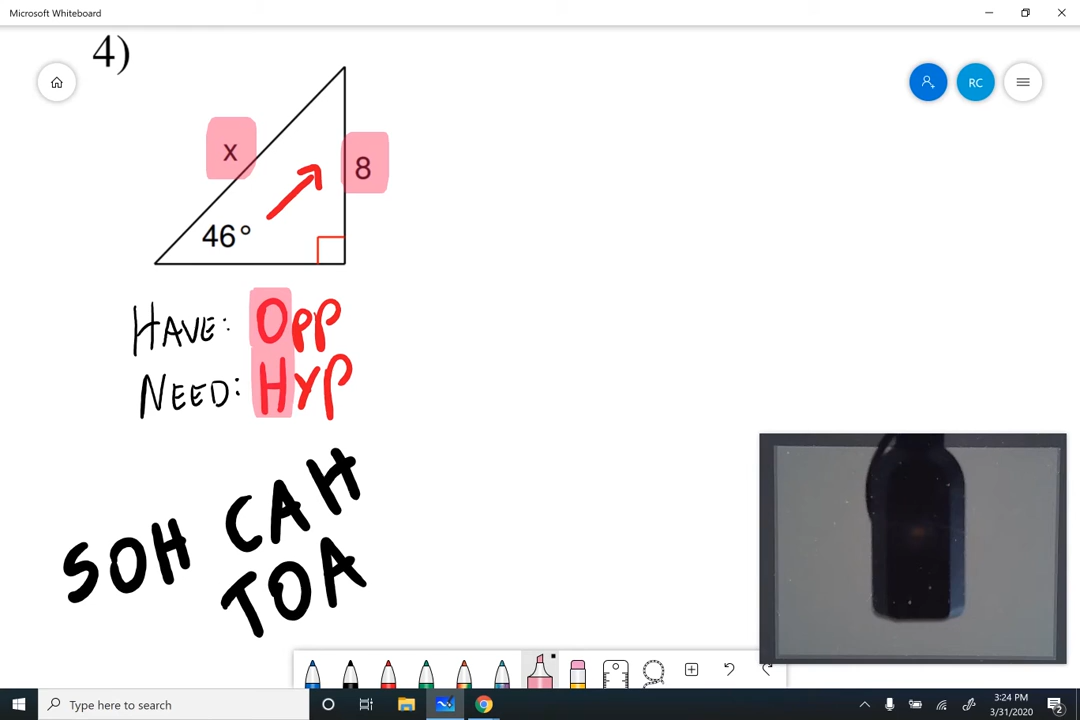 Microsoft Whiteboard
4)
RC
x
8
46°
HAVE: OPP
NEED: HYP
SOH CAH
TOA
Type here to search
3:24 PM
3/31/2020
2